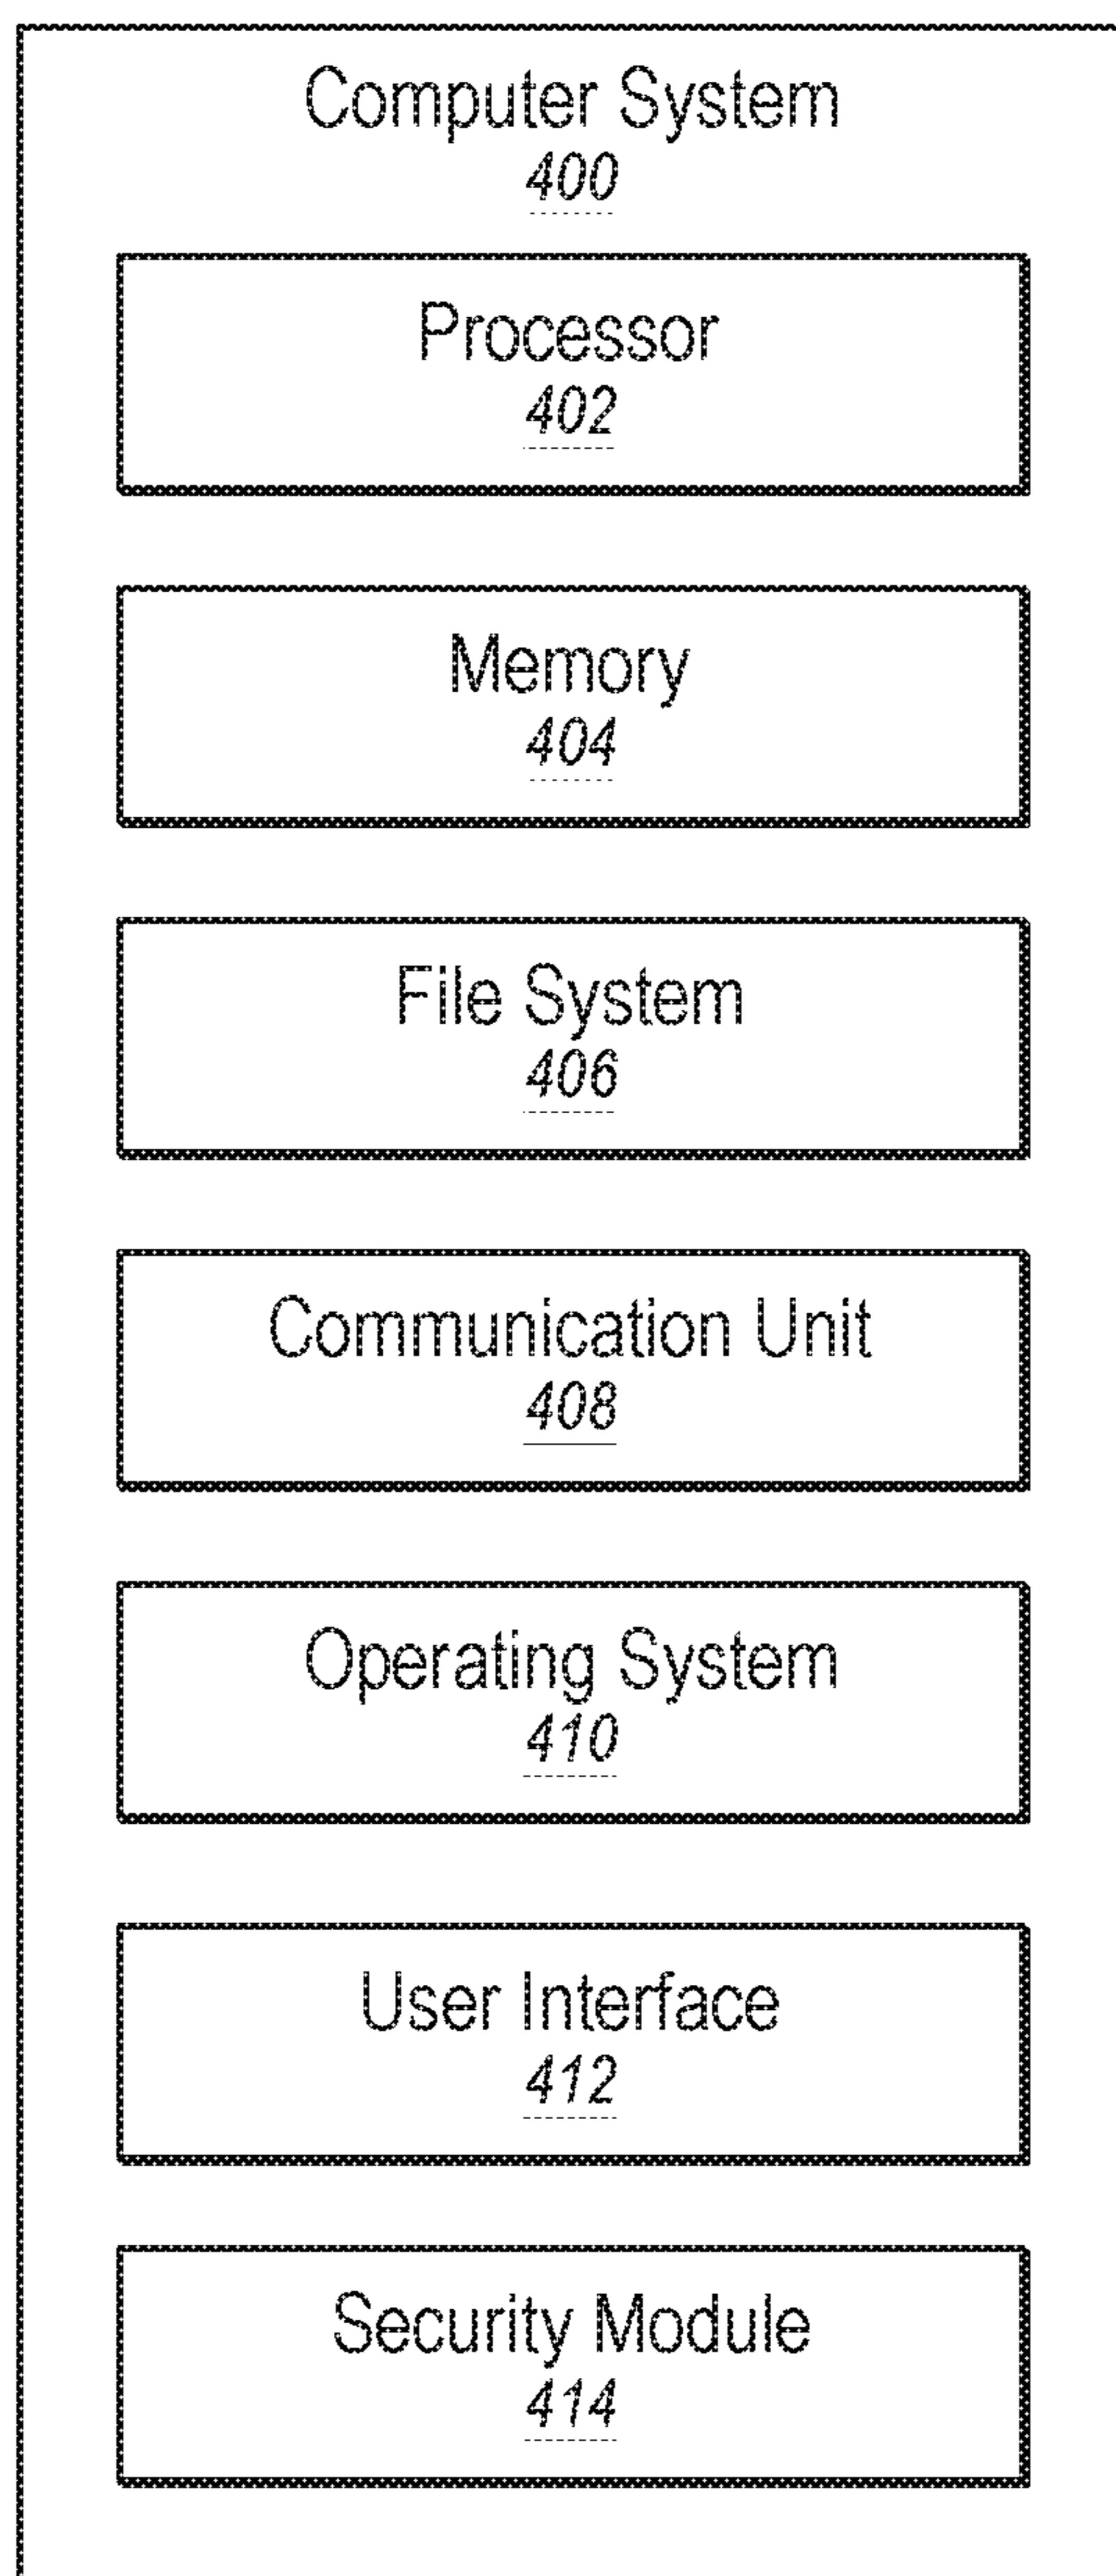 Computer System
400
Processor
402
Memory
404
File System
406
Communication Unit
408
Operating System
410
User Interface
412
Security Module
414